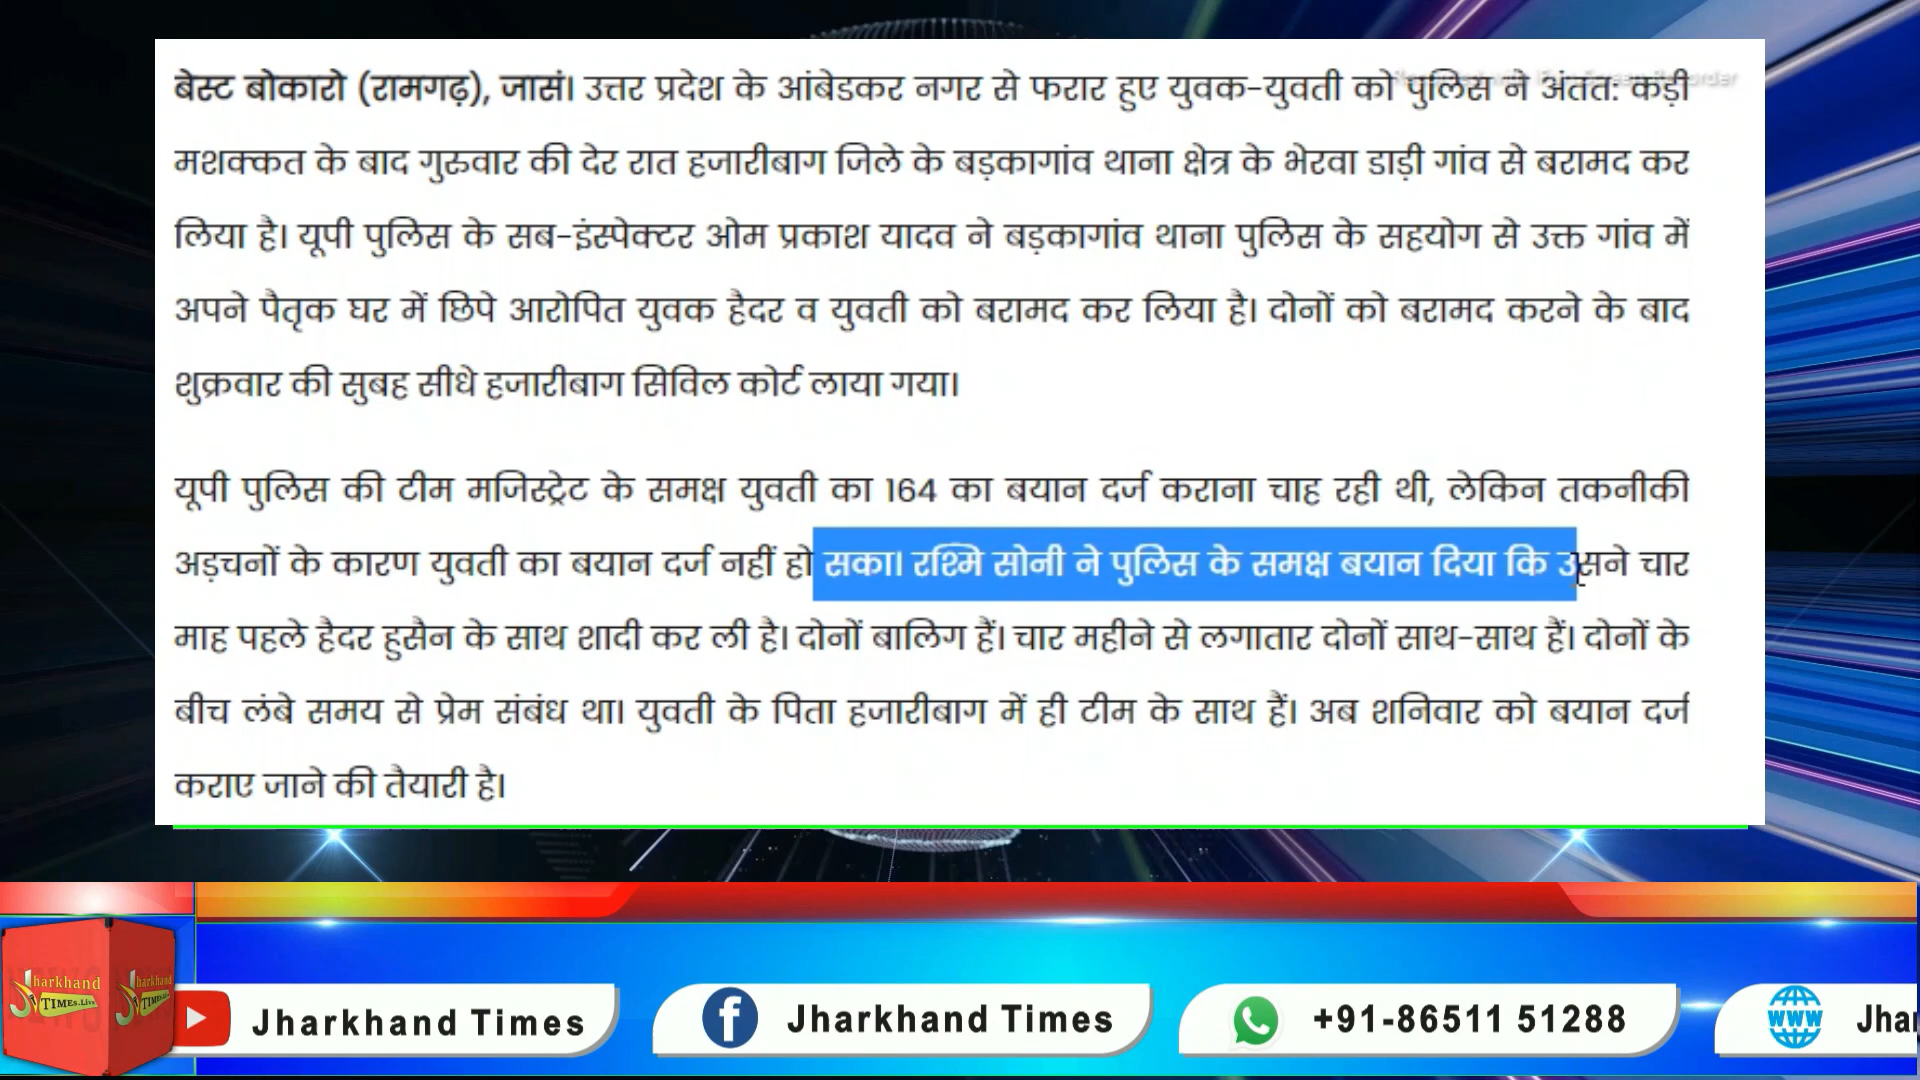 बेस्ट बोकारो (रामगढ़), जासं। उत्तर प्रदेश के आंबेडकर नगर से फरार हुए युवक-युवती को पुलिस ने अंतत: कड़ी
मशक्कत के बाद गुरुवार की देर रात हजारीबाग जिले के बड़कागांव थाना क्षेत्र के भेरवा डाड़ी गांव से बरामद कर
लिया है। यूपी पुलिस के सब-इंस्पेक्टर ओम प्रकाश यादव ने बड़कागांव थाना पुलिस के सहयोग से उक्त गांव में
अपने पैतृक घर में छिपे आरोपित युवक हैदर व युवती को बरामद कर लिया है। दोनों को बरामद करने के बाद
शुक्रवार की सुबह सीधे हजारीबाग सिविल कोर्ट लाया गया।
यूपी पुलिस की टीम मजिस्ट्रेट के समक्ष युवती का 164 का बयान दर्ज कराना चाह रही थी, लेकिन तकनीकी
अड़चनों के कारण युवती का बयान दर्ज नहीं हो सका। रश्मि सोनी ने पुलिस के समक्ष बयान दिया कि उसने चार
माह पहले हैदर हुसैन के साथ शादी कर ली है। दोनों बालिग हैं। चार महीने से लगातार दोनों साथ-साथ हैं। दोनों के
बीच लंबे समय से प्रेम संबंध था। युवती के पिता हजारीबाग में ही टीम के साथ हैं। अब शनिवार को बयान दर्ज
कराए जाने की तैयारी है।
Jharkhand TIMEs.Live
Jharkhand Times
Jharkhand Times
+91-86511 51288
www
Jhar